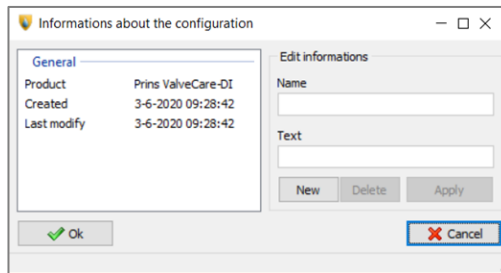 Informations about the configuration
General
Product Prins ValveCare-DI
Created 3-6-2020 09:28:42
Last modify 3-6-2020 09:28:42
Edit informations
Name
Text
New Delete Apply
Ok
Cancel